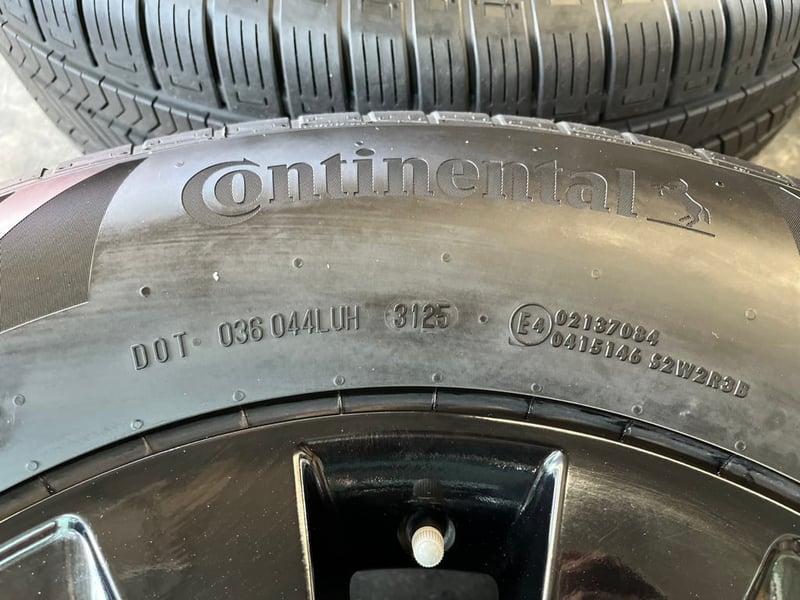 Continental
DOT 036 044LUH 3125
E4 02137084
0415146 S2W2R3B